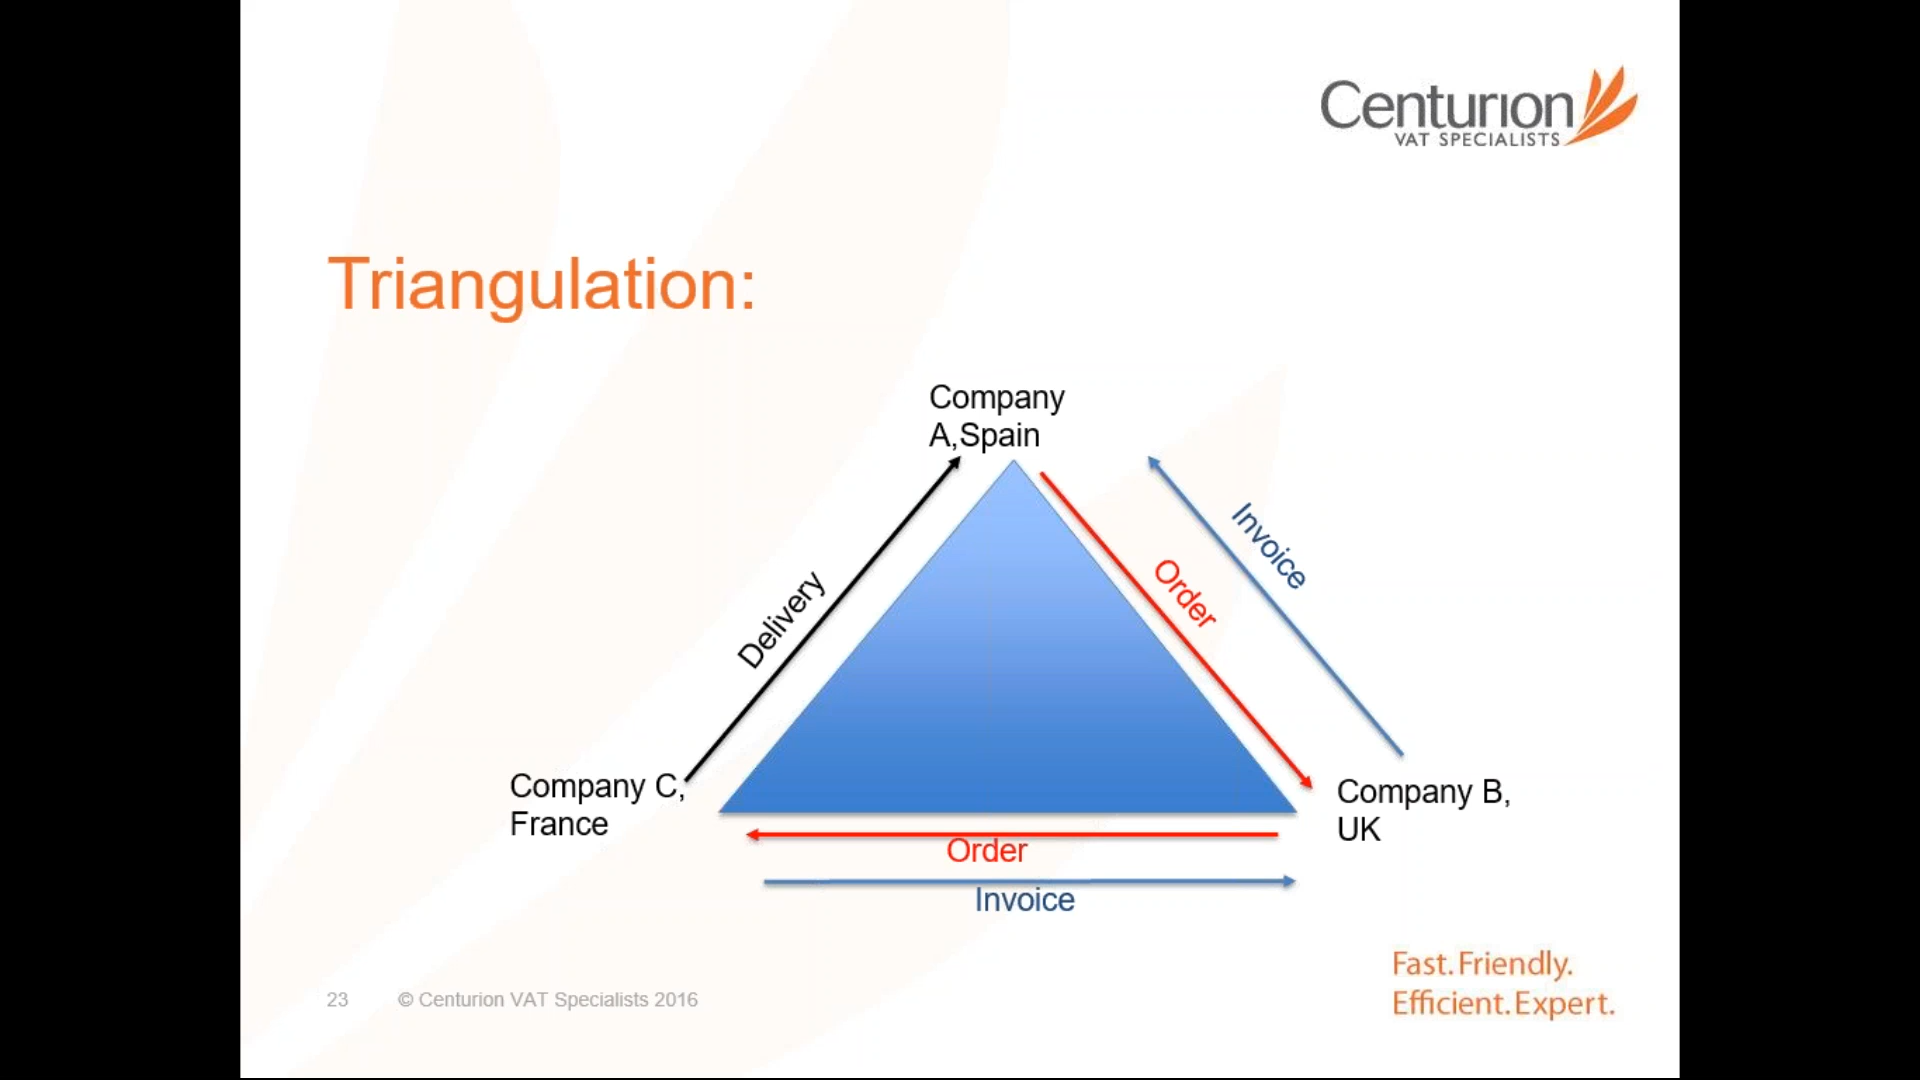 Centurion
VAT SPECIALISTS
Triangulation:
Company
A,Spain
Invoice
Order
Delivery
Company C,
France
Company B,
UK
Order
Invoice
Fast. Friendly.
Efficient. Expert.
23 © Centurion VAT Specialists 2016